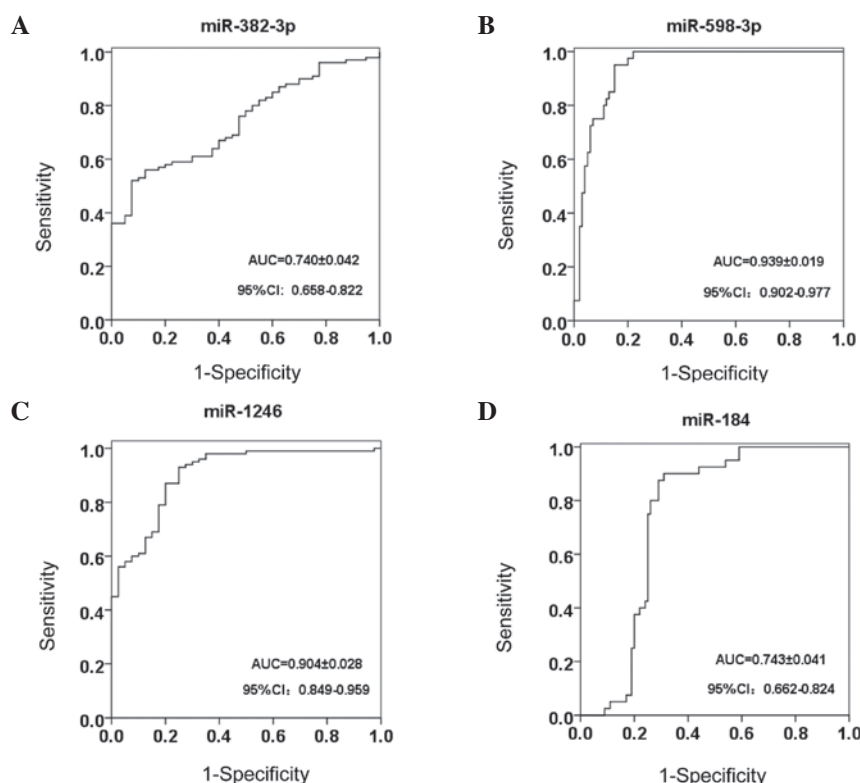 A
miR-382-3p
1.0
0.8
0.6
0.4
0.2
0.0
Sensitivity
AUC=0.740±0.042
95%CI: 0.658-0.822
0.0 0.2 0.4 0.6 0.8 1.0
1-Specificity
B
miR-598-3p
1.0
0.8
0.6
0.4
0.2
0.0
Sensitivity
AUC=0.939±0.019
95%CI： 0.902-0.977
0.0 0.2 0.4 0.6 0.8 1.0
1-Specificity
C
miR-1246
1.0
0.8
0.6
0.4
0.2
0.0
Sensitivity
AUC=0.904±0.028
95%CI： 0.849-0.959
0.0 0.2 0.4 0.6 0.8 1.0
1-Specificity
D
miR-184
1.0
0.8
0.6
0.4
0.2
0.0
Sensitivity
AUC=0.743±0.041
95%CI： 0.662-0.824
0.0 0.2 0.4 0.6 0.8 1.0
1-Specificity